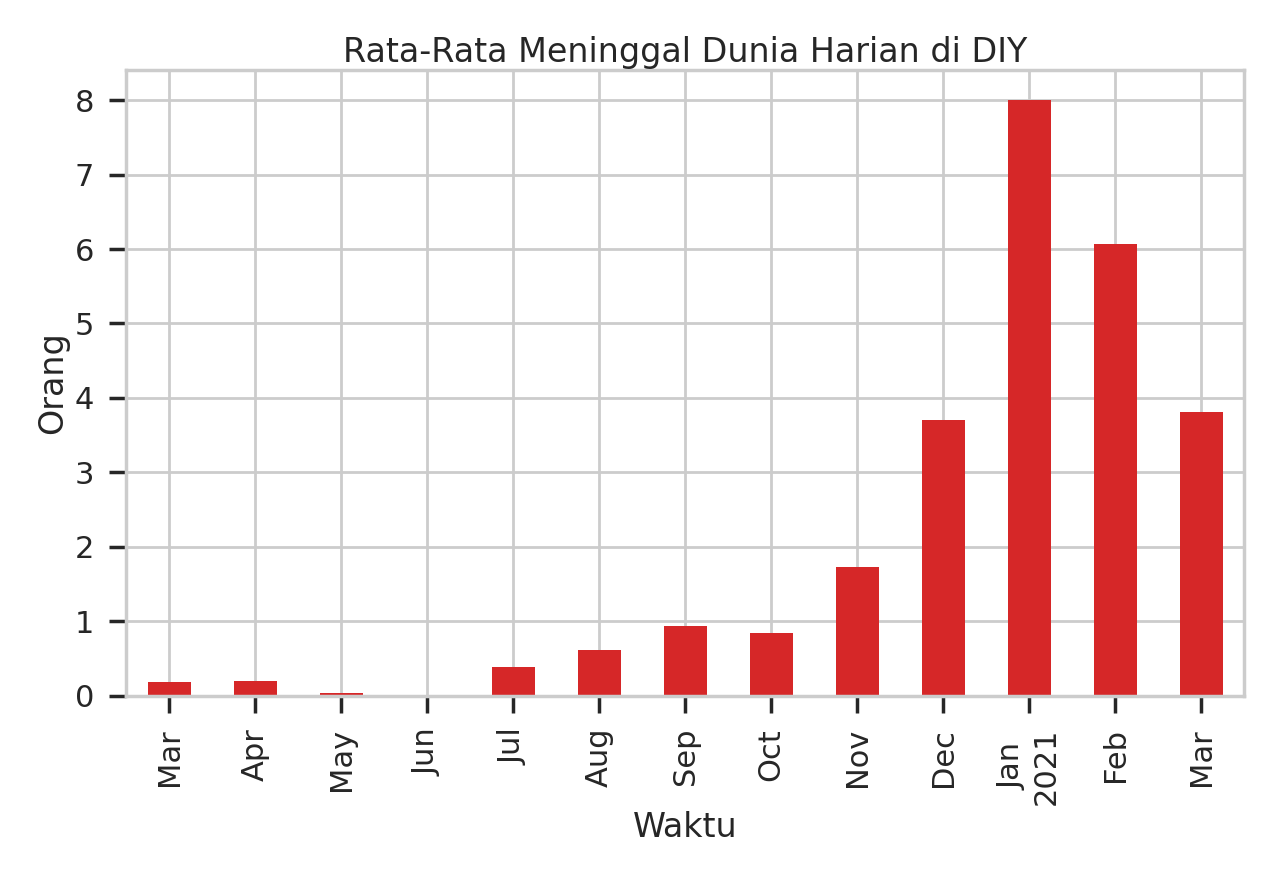 Rata-Rata Meninggal Dunia Harian di DIY
8
7
6
5
4
3
2
1
0
Orang
Mar
Apr
May
Jun
Jul
Aug
Sep
Oct
Nov
Dec
Jan
2021
Feb
Mar
Waktu